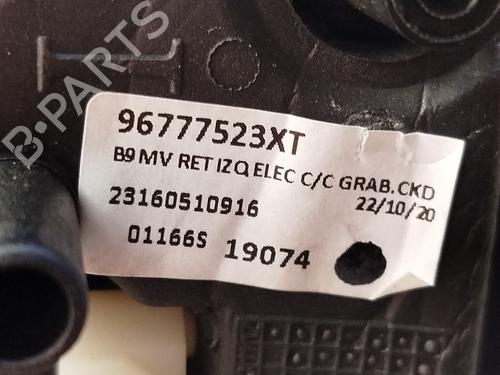 B-PARTS
96777523XT
B9 MV RET IZQ ELEC C/C GRAB. CKD
23160510916 22/10/20
01166S 19074